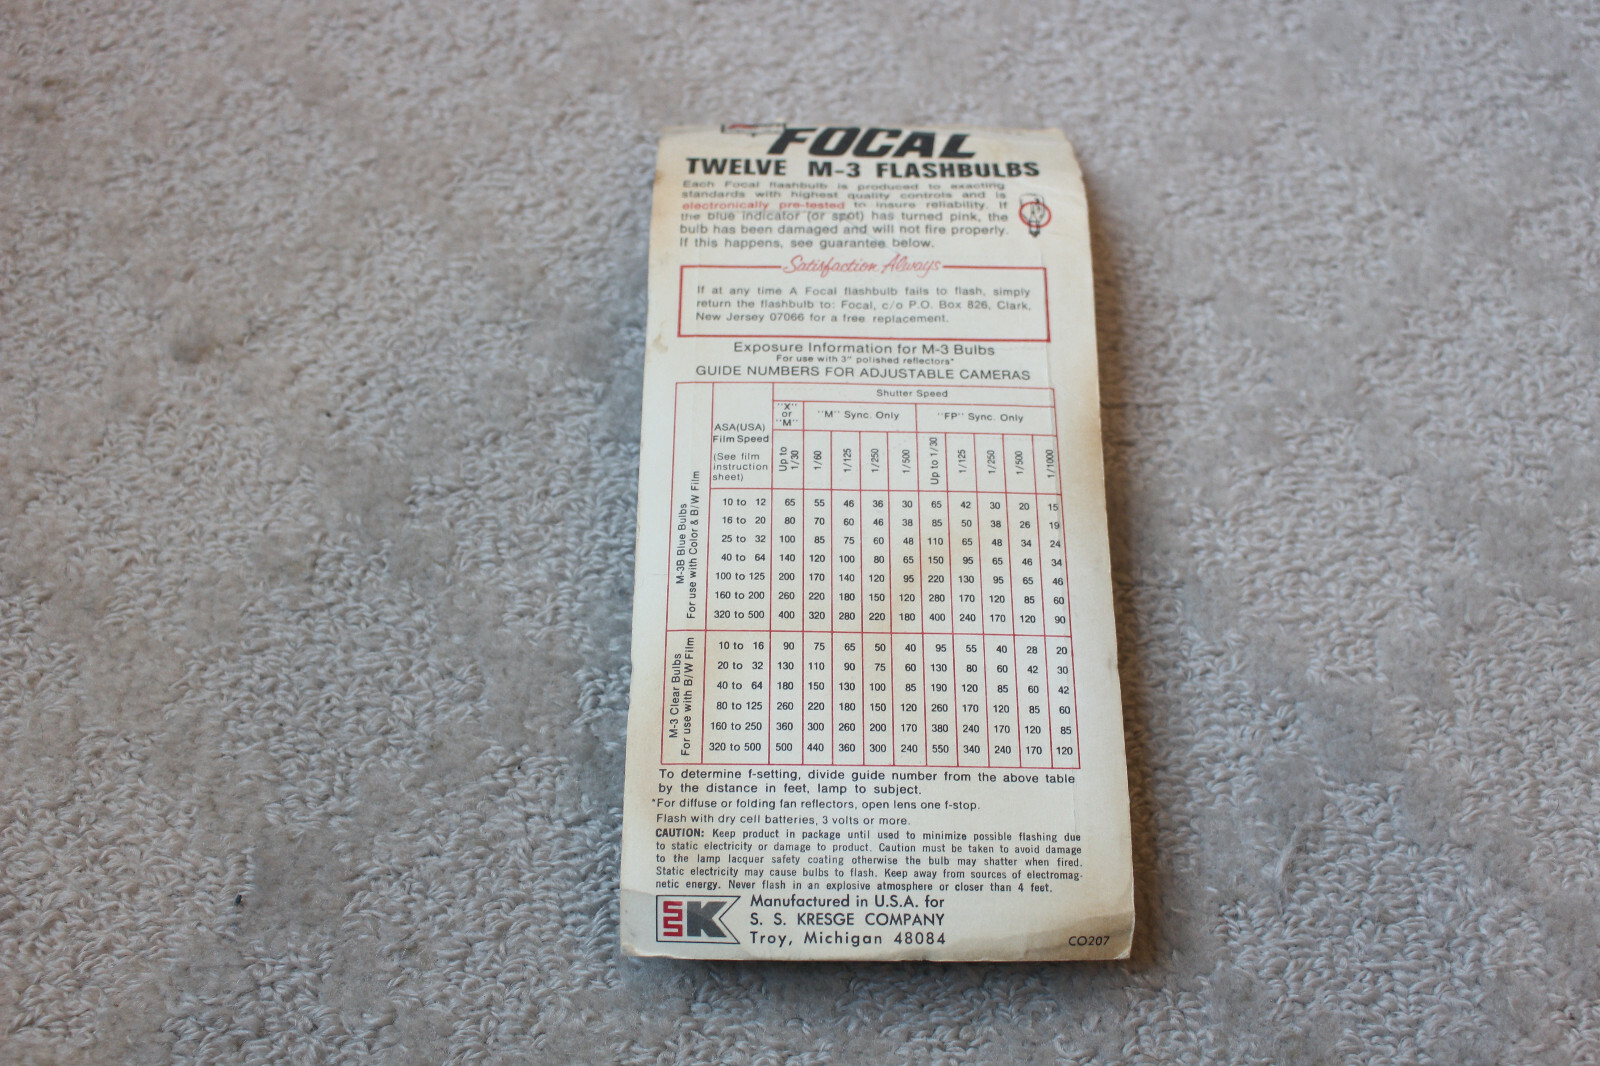 FOCAL
TWELVE M-3 FLASHBULBS
Each Focal flashbulb is produced to exacting
standards with highest quality controls and is
electronically pre-tested to insure reliability. If
the blue indicator (or spot) has turned pink, the
bulb has been damaged and will not fire properly.
If this happens, see guarantee below.
Satisfaction Always
If at any time A Focal flashbulb fails to flash, simply
return the flashbulb to: Focal, c/o P.O. Box 826, Clark,
New Jersey 07066 for a free replacement.
Exposure Information for M-3 Bulbs
For use with 3" polished reflectors*
GUIDE NUMBERS FOR ADJUSTABLE CAMERAS
Shutter Speed
"X" or "M" "M" Sync. Only "FP" Sync. Only
ASA(USA)
Film Speed
(See film
instruction
sheet)
Up to 1/30 1/60 1/125 1/250 1/500 Up to 1/30 1/125 1/250 1/500 1/1000
M-3B Blue Bulbs
For use with Color & B/W Film
10 to 12 65 55 46 36 30 65 42 30 20 15
16 to 20 80 70 60 46 38 85 50 38 26 19
25 to 32 100 85 75 60 48 110 65 48 34 24
40 to 64 140 120 100 80 65 150 95 65 46 34
100 to 125 200 170 140 120 95 220 130 95 65 46
160 to 200 260 220 180 150 120 280 170 120 85 60
320 to 500 400 320 280 220 180 400 240 170 120 90
M-3 Clear Bulbs
For use with B/W Film
10 to 16 90 75 65 50 40 95 55 40 28 20
20 to 32 130 110 90 75 60 130 80 60 42 30
40 to 64 180 150 130 100 85 190 120 85 60 42
80 to 125 260 220 180 150 120 260 170 120 85 60
160 to 250 360 300 260 200 170 380 240 170 120 85
320 to 500 500 440 360 300 240 550 340 240 170 120
To determine f-setting, divide guide number from the above table
by the distance in feet, lamp to subject.
*For diffuse or folding fan reflectors, open lens one f-stop.
Flash with dry cell batteries, 3 volts or more.
CAUTION: Keep product in package until used to minimize possible flashing due
to static electricity or damage to product. Caution must be taken to avoid damage
to the lamp lacquer safety coating otherwise the bulb may shatter when fired.
Static electricity may cause bulbs to flash. Keep away from sources of electromag-
netic energy. Never flash in an explosive atmosphere or closer than 4 feet.
SSK
Manufactured in U.S.A. for
S. S. KRESGE COMPANY
Troy, Michigan 48084
CO207